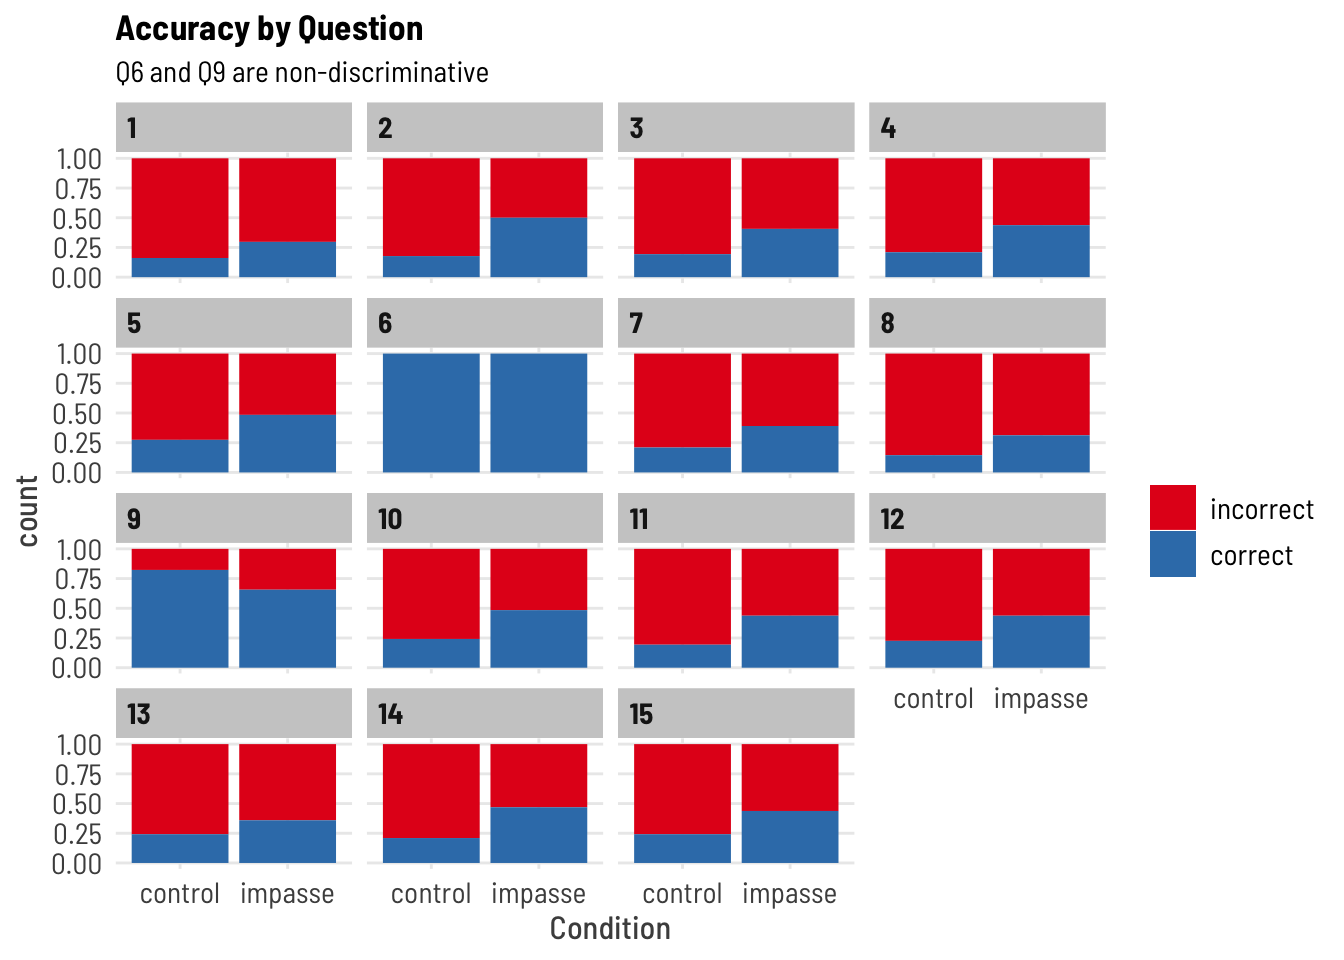 Accuracy by Question
Q6 and Q9 are non-discriminative
1 2 3 4
1.00
0.75
0.50
0.25
0.00
5 6 7 8
1.00
0.75
0.50
0.25
0.00
count
incorrect
correct
9 10 11 12
1.00
0.75
0.50
0.25
0.00
control impasse
13 14 15
1.00
0.75
0.50
0.25
0.00
control impasse control impasse control impasse
Condition